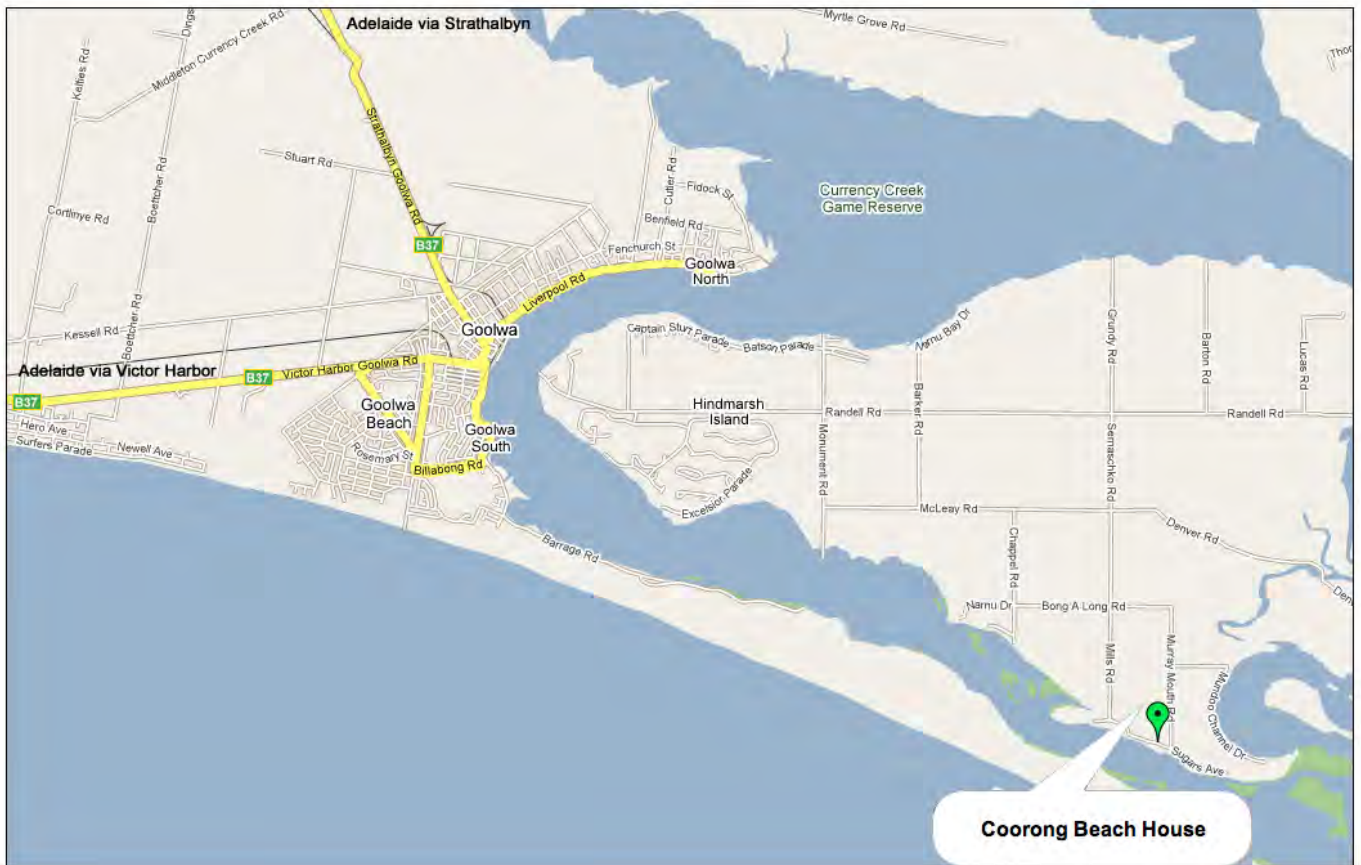 Adelaide via Strathalbyn
Myrtle Grove Rd
Dings
Kelties Rd
Middleton Currency Creek Rd
Thor
Strathalbyn Goolwa Rd
Stuart Rd
Boettcher Rd
Cutler Rd
Fidock St
Currency Creek
Game Reserve
Cortlinye Rd
Benfield Rd
B37
Fenchurch St
Goolwa
North
Liverpool Rd
Grundy Rd
Barton Rd
Lucas Rd
Kessell Rd
Boettcher Rd
Goolwa
Captain Sturt Parade
Batson Parade
Narnu Bay Dr
Adelaide via Victor Harbor
B37
Victor Harbor Goolwa Rd
B37
Goolwa
Beach
Hindmarsh
Island
Barker Rd
Randell Rd
Randell Rd
Hero Ave
Surfers Parade
Newell Ave
Rosemary St
Goolwa
South
Billabong Rd
Monument Rd
Semaschko Rd
Excelsior Parade
McLeay Rd
Denver Rd
Barrage Rd
Chappel Rd
Denv
Narnu Dr
Bong A Long Rd
Mills Rd
Murray Mouth Rd
Mundoo Channel Dr
Sugars Ave
Coorong Beach House